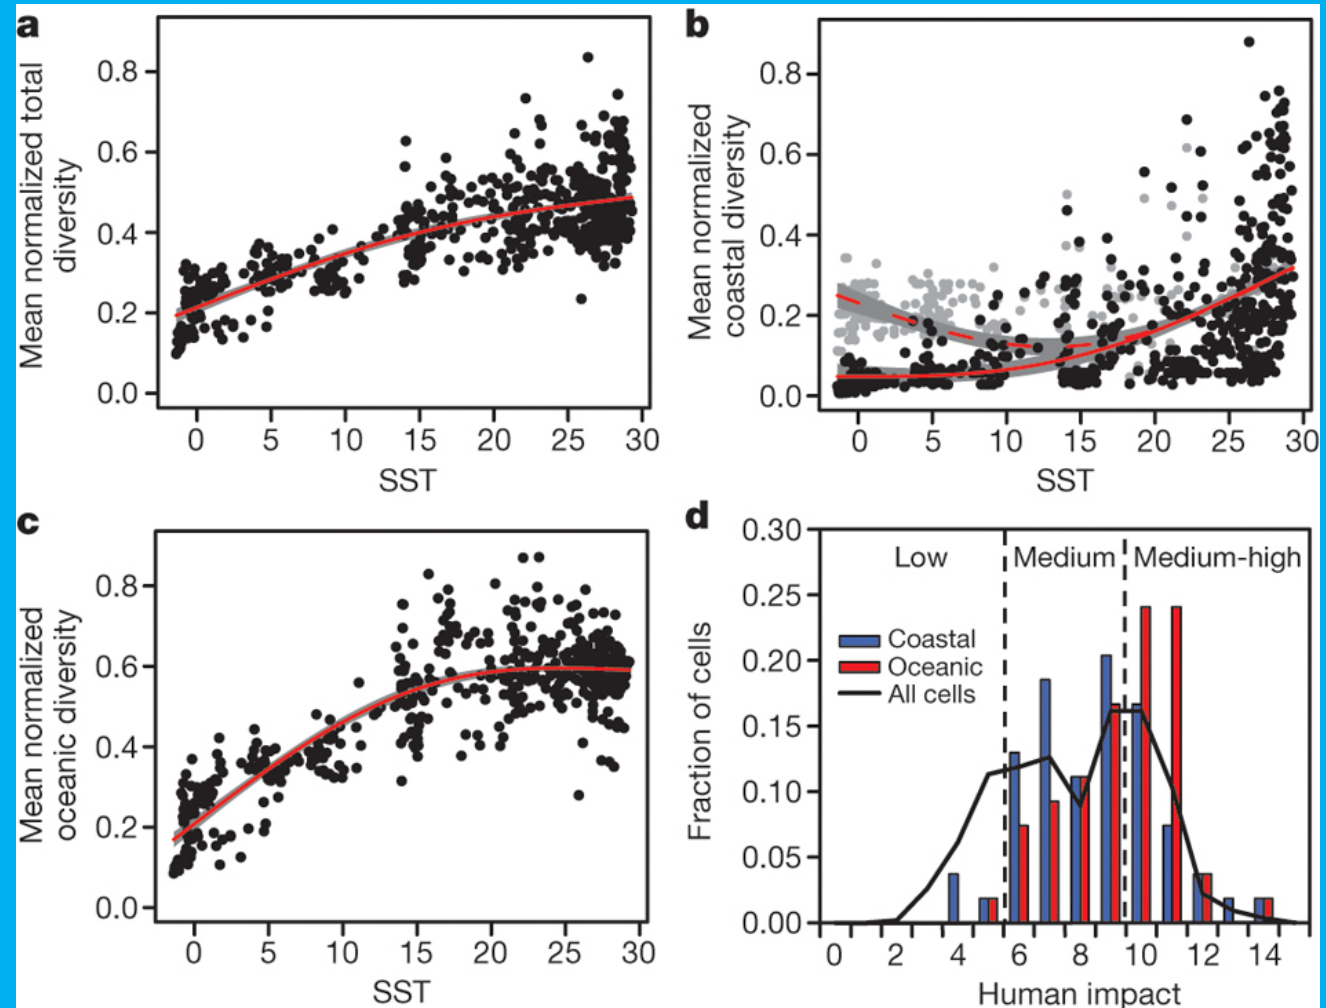 a
Mean normalized total
diversity
0.8
0.6
0.4
0.2
0.0
0 5 10 15 20 25 30
SST
b
Mean normalized
coastal diversity
0.8
0.6
0.4
0.2
0.0
0 5 10 15 20 25 30
SST
c
Mean normalized
oceanic diversity
0.8
0.6
0.4
0.2
0.0
0 5 10 15 20 25 30
SST
d
Fraction of cells
0.30
0.25
0.20
0.15
0.10
0.05
0.00
Low Medium Medium-high
Coastal
Oceanic
All cells
0 2 4 6 8 10 12 14
Human impact